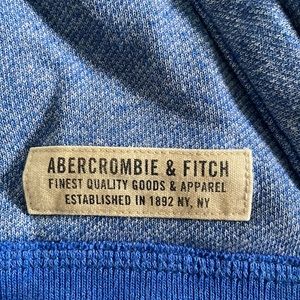 ABERCROMBIE & FITCH
FINEST QUALITY GOODS & APPAREL
ESTABLISHED IN 1892 NY, NY